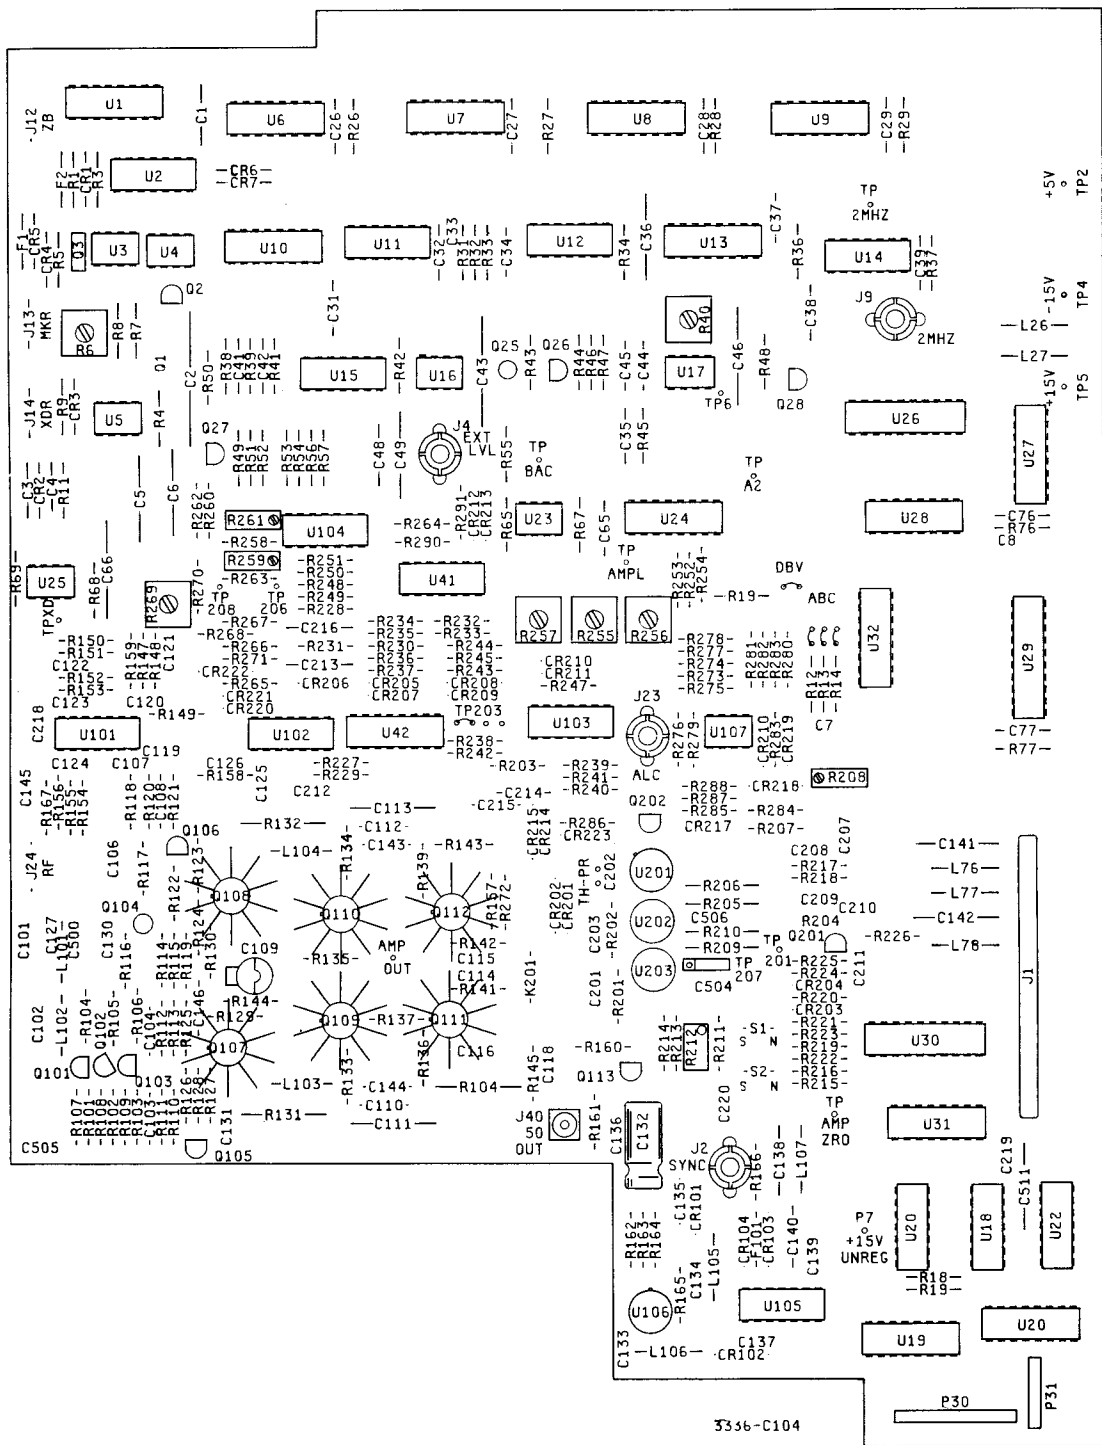 U1
J12
ZB
C1
U6
C26
R26
U7
C27
R27
U8
C28
R28
U9
C29
R29
F2
R1
CR1
R3
U2
CR6
CR7
TP
2MHZ
+5V
TP2
F1
CR5
CR4
R5
Q3
U3
U4
U10
U11
C32
C33
R31
R32
R33
C34
U12
R34
C36
U13
C37
R36
U14
C39
R37
Q2
J13
MKR
R6
R8
R7
C31
R40
C38
J9
2MHZ
-15V
TP4
L26
L27
+15V
TP5
Q1
C2
R50
R38
C41
R39
C42
R41
U15
R42
U16
C43
Q25
R43
Q26
R44
R46
R47
C45
C44
U17
TP6
C46
R48
Q28
J14
XDR
R9
CR3
U5
R4
Q27
R49
R51
R52
R53
R54
R56
R57
C48
C49
J4
EXT
LVL
R55
TP
BAC
C35
R45
TP
A2
U26
U27
C3
CR2
C4
R11
C5
C6
R262
R260
R261
R258
U104
R264
R290
R291
CR212
CR213
R65
U23
R67
C65
U24
U28
C76
R76
C8
R69
U25
TPXD
R68
C66
R269
R270
R259
R263
TP
208
TP
206
R251
R250
R248
R249
R228
U41
TP
AMPL
R253
R252
R254
R19
DBV
ABC
U32
U29
R150
R151
C122
R152
R153
C123
R159
R147
R148
C121
C120
R149
R267
R268
R266
R271
CR222
R265
CR221
CR220
C216
R231
C213
CR206
R234
R235
R230
R236
R237
CR205
CR207
R232
R233
R244
R245
R243
CR208
CR209
TP203
R257
R255
R256
CR210
CR211
R247
R278
R277
R274
R273
R275
R281
R282
R283
R280
R12
R13
R14
C7
C218
U101
U102
U42
R238
R242
U103
J23
ALC
R276
R279
U107
CR210
R283
CR219
C77
R77
C119
C124
C107
C126
R158
C125
R227
R229
C212
R203
C214
C215
R239
R241
R240
R288
R287
R285
CR217
CR218
R284
R207
R208
C145
R167
R156
R155
R154
R118
R120
C108
R121
R132
C113
C112
C143
CR215
CR214
R286
CR223
Q202
C207
J24
RF
C106
R117
Q106
R122
R123
L104
R134
R139
R143
TH-PR
C202
U201
C208
R217
R218
C141
L76
L77
C142
L78
Q104
R124
Q108
Q110
Q112
R157
R272
CR202
CR201
C203
R202
U202
R206
R205
C506
R210
R209
C209
R204
C210
Q201
R226
C101
C127
L101
C500
C130
R116
R114
R115
R119
R130
C109
R135
AMP
OUT
R142
C115
C114
R141
K201
C201
R201
U203
TP
207
C504
TP
201
R225
R224
CR204
R220
CR203
C211
C102
L102
R104
Q102
R105
R106
C104
R112
R113
R125
C146
R144
R129
Q109
R137
Q111
R136
C116
R160
R214
R213
R212
R211
S1
S N
S2
S N
R221
R223
R219
R222
R216
R215
U30
J1
Q101
Q103
Q107
R126
R128
R127
L103
R133
C144
C110
C111
R104
R145
C118
Q113
TP
AMP
ZRO
R107
R101
R108
R102
R109
R103
C103
R111
R110
C131
R131
J40
50
OUT
R161
C136
C132
C220
U31
C505
Q105
J2
SYNC
R166
C138
L107
C219
C511
R162
R163
R164
C135
CR101
C134
L105
CR104
F101
CR103
C140
C139
P7
+15V
UNREG
U20
U18
U22
R165
U106
U105
R18
R19
U19
U20
C133
L106
C137
CR102
P30
P31
3336-C104